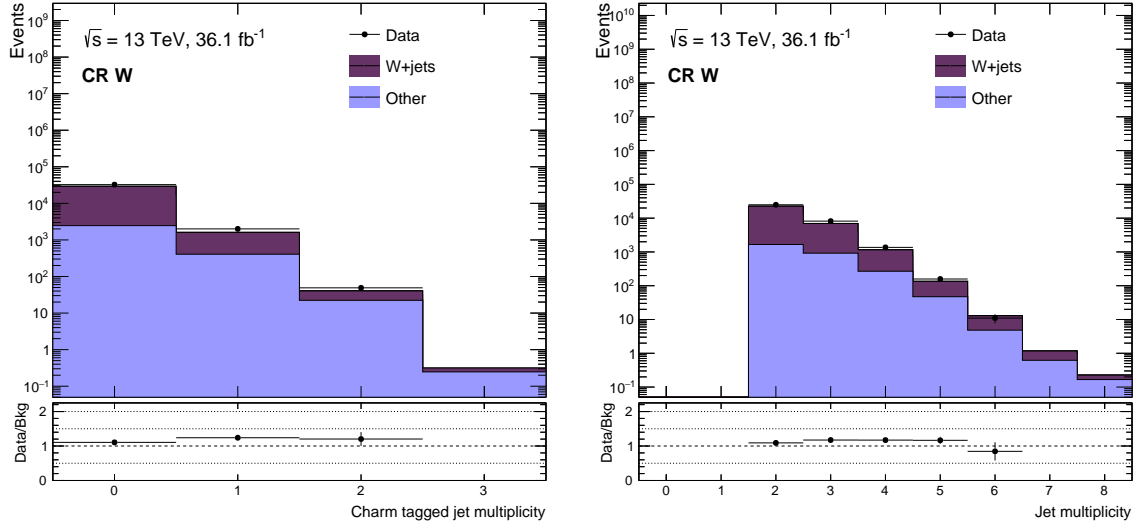 Events
10⁹
10⁸
10⁷
10⁶
10⁵
10⁴
10³
10²
10
1
10⁻¹
√s = 13 TeV, 36.1 fb⁻¹
CR W
Data
W+jets
Other
Data/Bkg
2
1
0
0 1 2 3
Charm tagged jet multiplicity
Events
10¹⁰
10⁹
10⁸
10⁷
10⁶
10⁵
10⁴
10³
10²
10
1
10⁻¹
√s = 13 TeV, 36.1 fb⁻¹
CR W
Data
W+jets
Other
Data/Bkg
2
1
0
0 1 2 3 4 5 6 7 8
Jet multiplicity